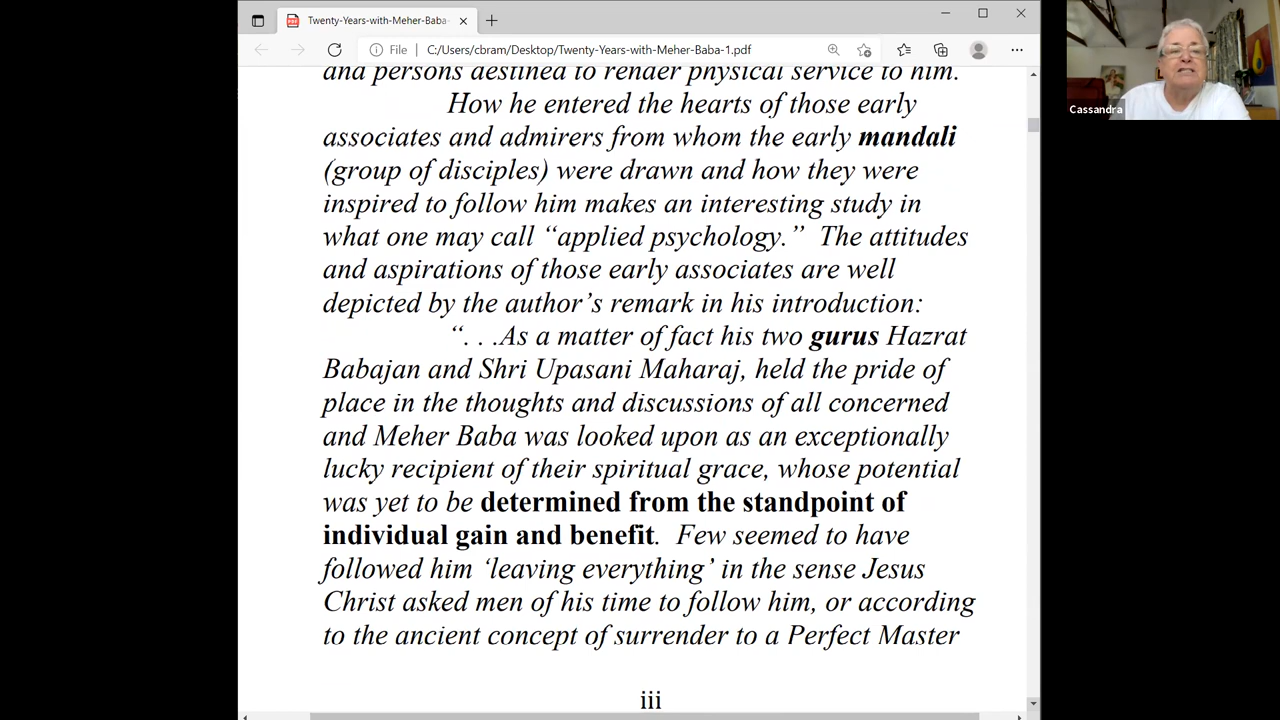 Twenty-Years-with-Meher-Baba-
File
C:/Users/cbram/Desktop/Twenty-Years-with-Meher-Baba-1.pdf
Cassandra
and persons destined to render physical service to him.
How he entered the hearts of those early
associates and admirers from whom the early mandali
(group of disciples) were drawn and how they were
inspired to follow him makes an interesting study in
what one may call “applied psychology.” The attitudes
and aspirations of those early associates are well
depicted by the author’s remark in his introduction:
“. . .As a matter of fact his two gurus Hazrat
Babajan and Shri Upasani Maharaj, held the pride of
place in the thoughts and discussions of all concerned
and Meher Baba was looked upon as an exceptionally
lucky recipient of their spiritual grace, whose potential
was yet to be determined from the standpoint of
individual gain and benefit. Few seemed to have
followed him ‘leaving everything’ in the sense Jesus
Christ asked men of his time to follow him, or according
to the ancient concept of surrender to a Perfect Master
iii